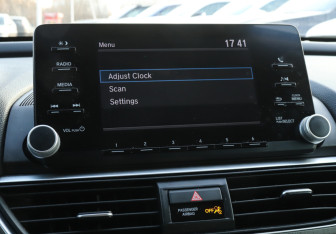 Menu 17 41
RADIO
Adjust Clock
MEDIA
Scan
Settings
VOL
1 2 3 4 5 6
PASSENGER
AIRBAG OFF